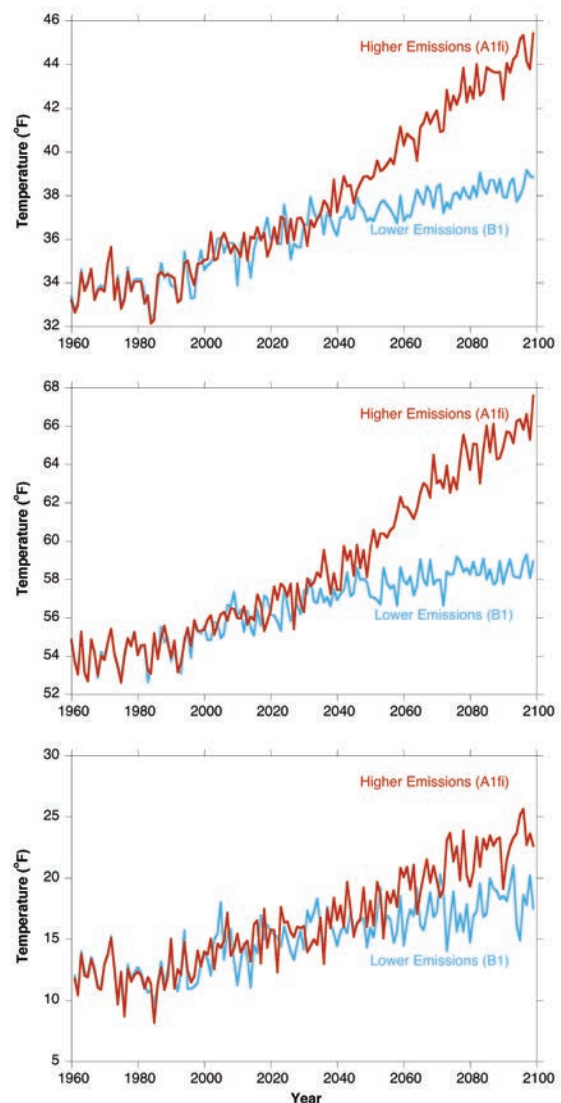 46
44
42
40
38
36
34
32
Temperature (°F)
Higher Emissions (A1fi)
Lower Emissions (B1)
1960 1980 2000 2020 2040 2060 2080 2100
68
66
64
62
60
58
56
54
52
Temperature (°F)
Higher Emissions (A1fi)
Lower Emissions (B1)
1960 1980 2000 2020 2040 2060 2080 2100
30
25
20
15
10
5
Temperature (°F)
Higher Emissions (A1fi)
Lower Emissions (B1)
1960 1980 2000 2020 2040 2060 2080 2100
Year